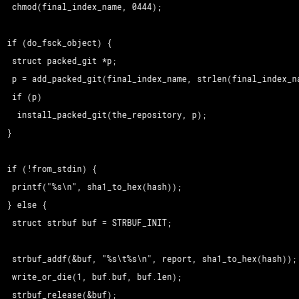 chmod(final_index_name, 0444);
if (do_fsck_object) {
struct packed_git *p;
p = add_packed_git(final_index_name, strlen(final_index_na
if (p)
install_packed_git(the_repository, p);
}
if (!from_stdin) {
printf("%s\n", sha1_to_hex(hash));
} else {
struct strbuf buf = STRBUF_INIT;
strbuf_addf(&buf, "%s\t%s\n", report, sha1_to_hex(hash));
write_or_die(1, buf.buf, buf.len);
strbuf_release(&buf);